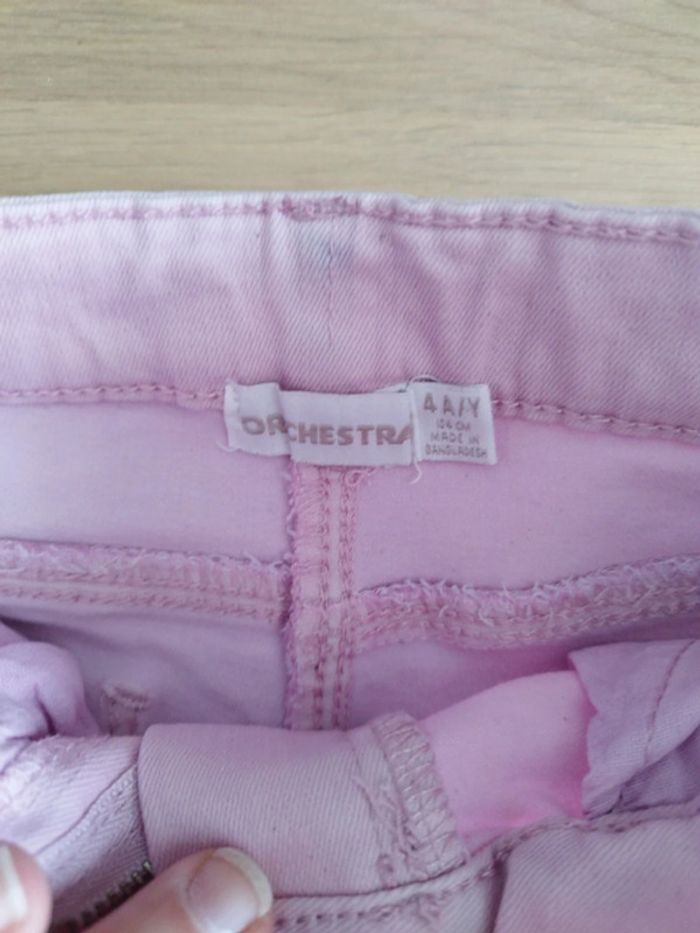 ORCHESTRA
4 A/Y
104 CM
MADE IN
BANGLADESH